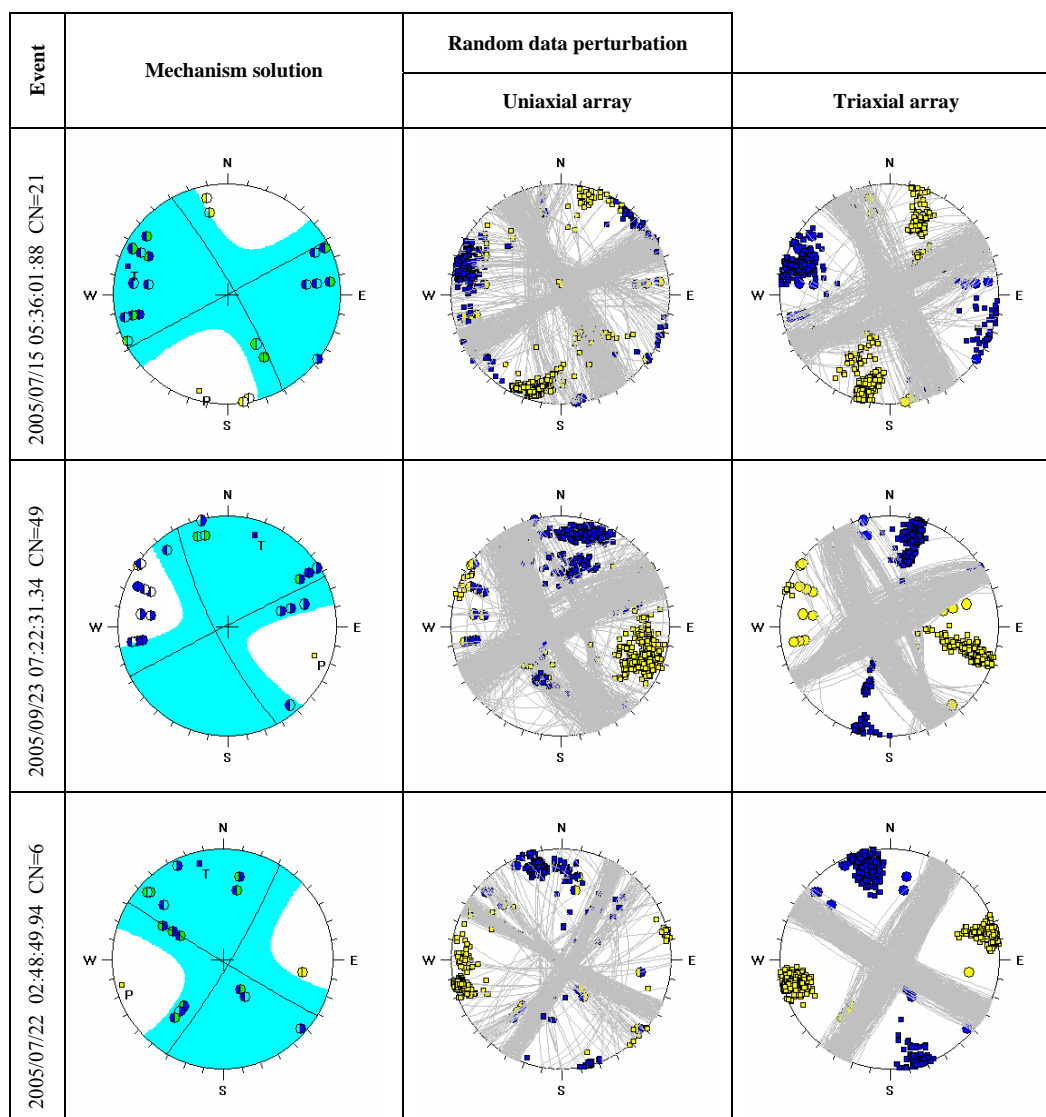 Event
Mechanism solution
Random data perturbation
Uniaxial array
Triaxial array
2005/07/15 05:36:01:88 CN=21
N
W
E
S
T
P
N
W
E
S
N
W
E
S
2005/09/23 07:22:31.34 CN=49
N
W
E
S
T
P
N
W
E
S
N
W
E
S
2005/07/22 02:48:49.94 CN=6
N
W
E
S
T
P
N
W
E
S
N
W
E
S